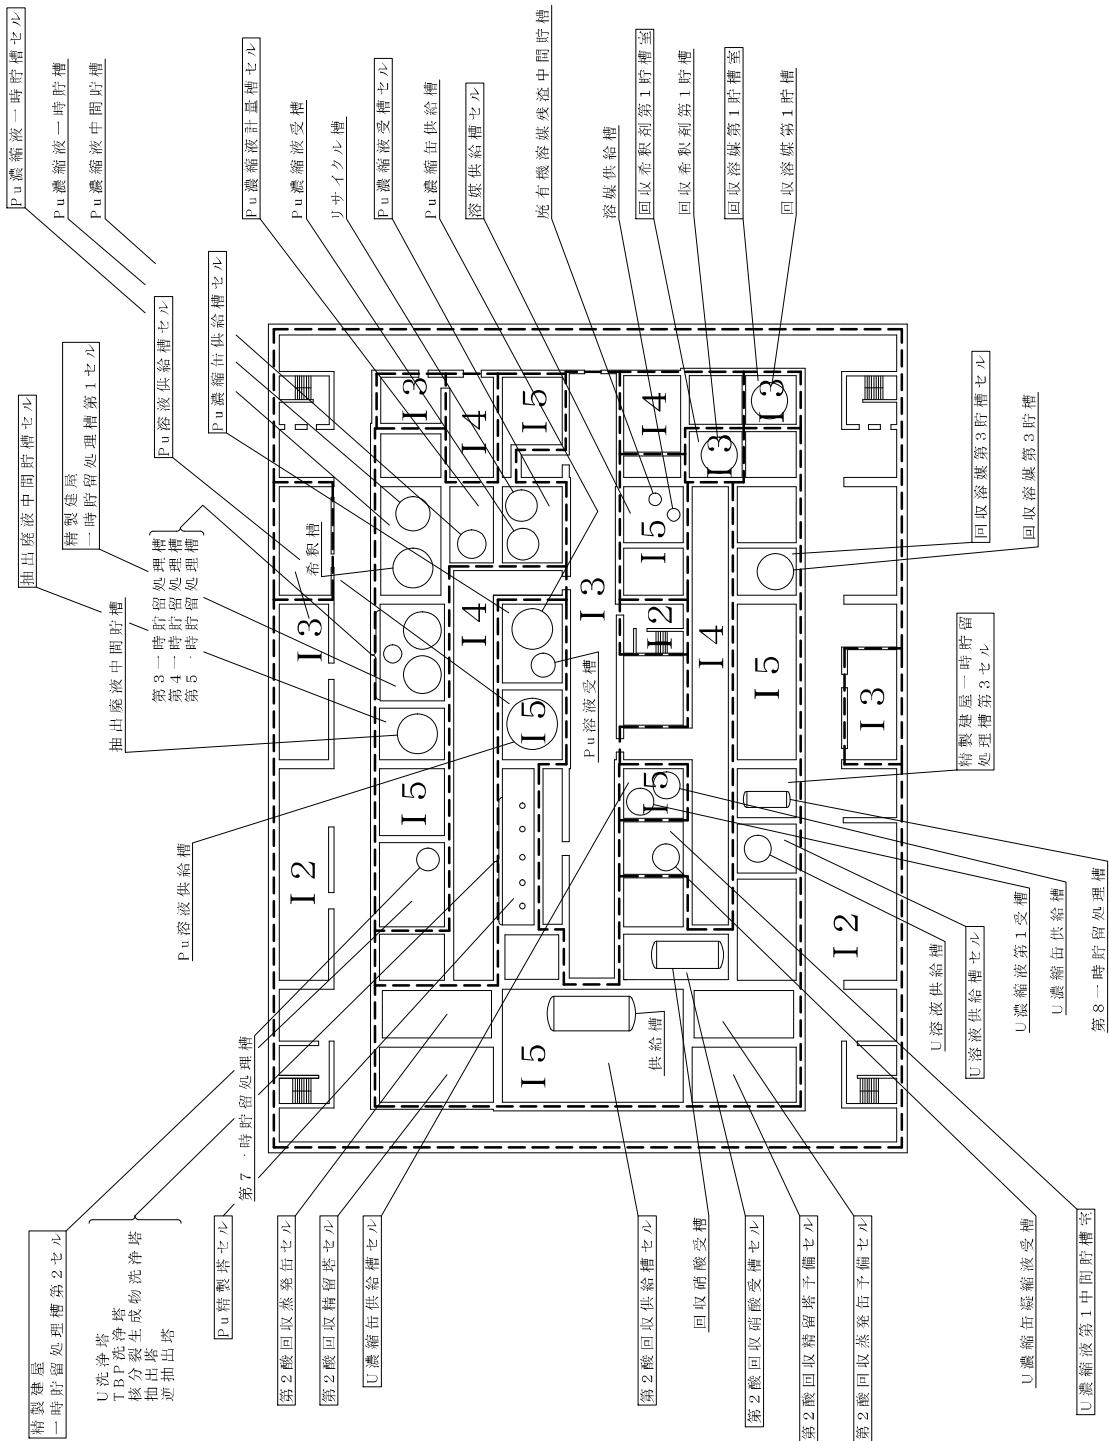 Pu濃縮液一時貯槽セル
Pu濃縮液一時貯槽
Pu濃縮液中間貯槽
Pu溶液供給槽セル
Pu濃縮缶供給槽セル
Pu濃縮液計量槽セル
Pu濃縮液受槽
リサイクル槽
Pu濃縮液受槽セル
Pu濃縮缶供給槽
溶媒供給槽セル
廃有機溶媒残渣中間貯槽
溶媒供給槽
回収希釈剤第1貯槽室
回収希釈剤第1貯槽
回収溶媒第1貯槽室
回収溶媒第1貯槽
抽出廃液中間貯槽セル
精製建屋
一時貯留処理槽第1セル
第3一時貯留処理槽
第4一時貯留処理槽
第5一時貯留処理槽
抽出廃液中間貯槽
希釈槽
Pu溶液供給槽
Pu溶液受槽
I3
I4
I5
I3
I4
I5
I3
I3
I3
I4
I3
I5
I2
I4
I5
I3
I5
I2
I5
I5
I2
I5
回収溶媒第3貯槽セル
回収溶媒第3貯槽
精製建屋一時貯留
処理槽第3セル
供給槽
U溶液供給槽
U溶液供給槽セル
U濃縮液第1受槽
U濃縮缶供給槽
第8一時貯留処理槽
精製建屋
一時貯留処理槽第2セル
U洗浄塔
TBP洗浄塔
核分裂生成物洗浄塔
抽出塔
逆抽出塔
Pu精製塔セル
第7一時貯留処理槽
第2酸回収蒸発缶セル
第2酸回収精留塔セル
U濃縮缶供給槽セル
第2酸回収供給槽セル
回収硝酸受槽
第2酸回収硝酸受槽セル
第2酸回収精留塔予備セル
第2酸回収蒸発缶予備セル
U濃縮缶凝縮液受槽
U濃縮液第1中間貯槽室